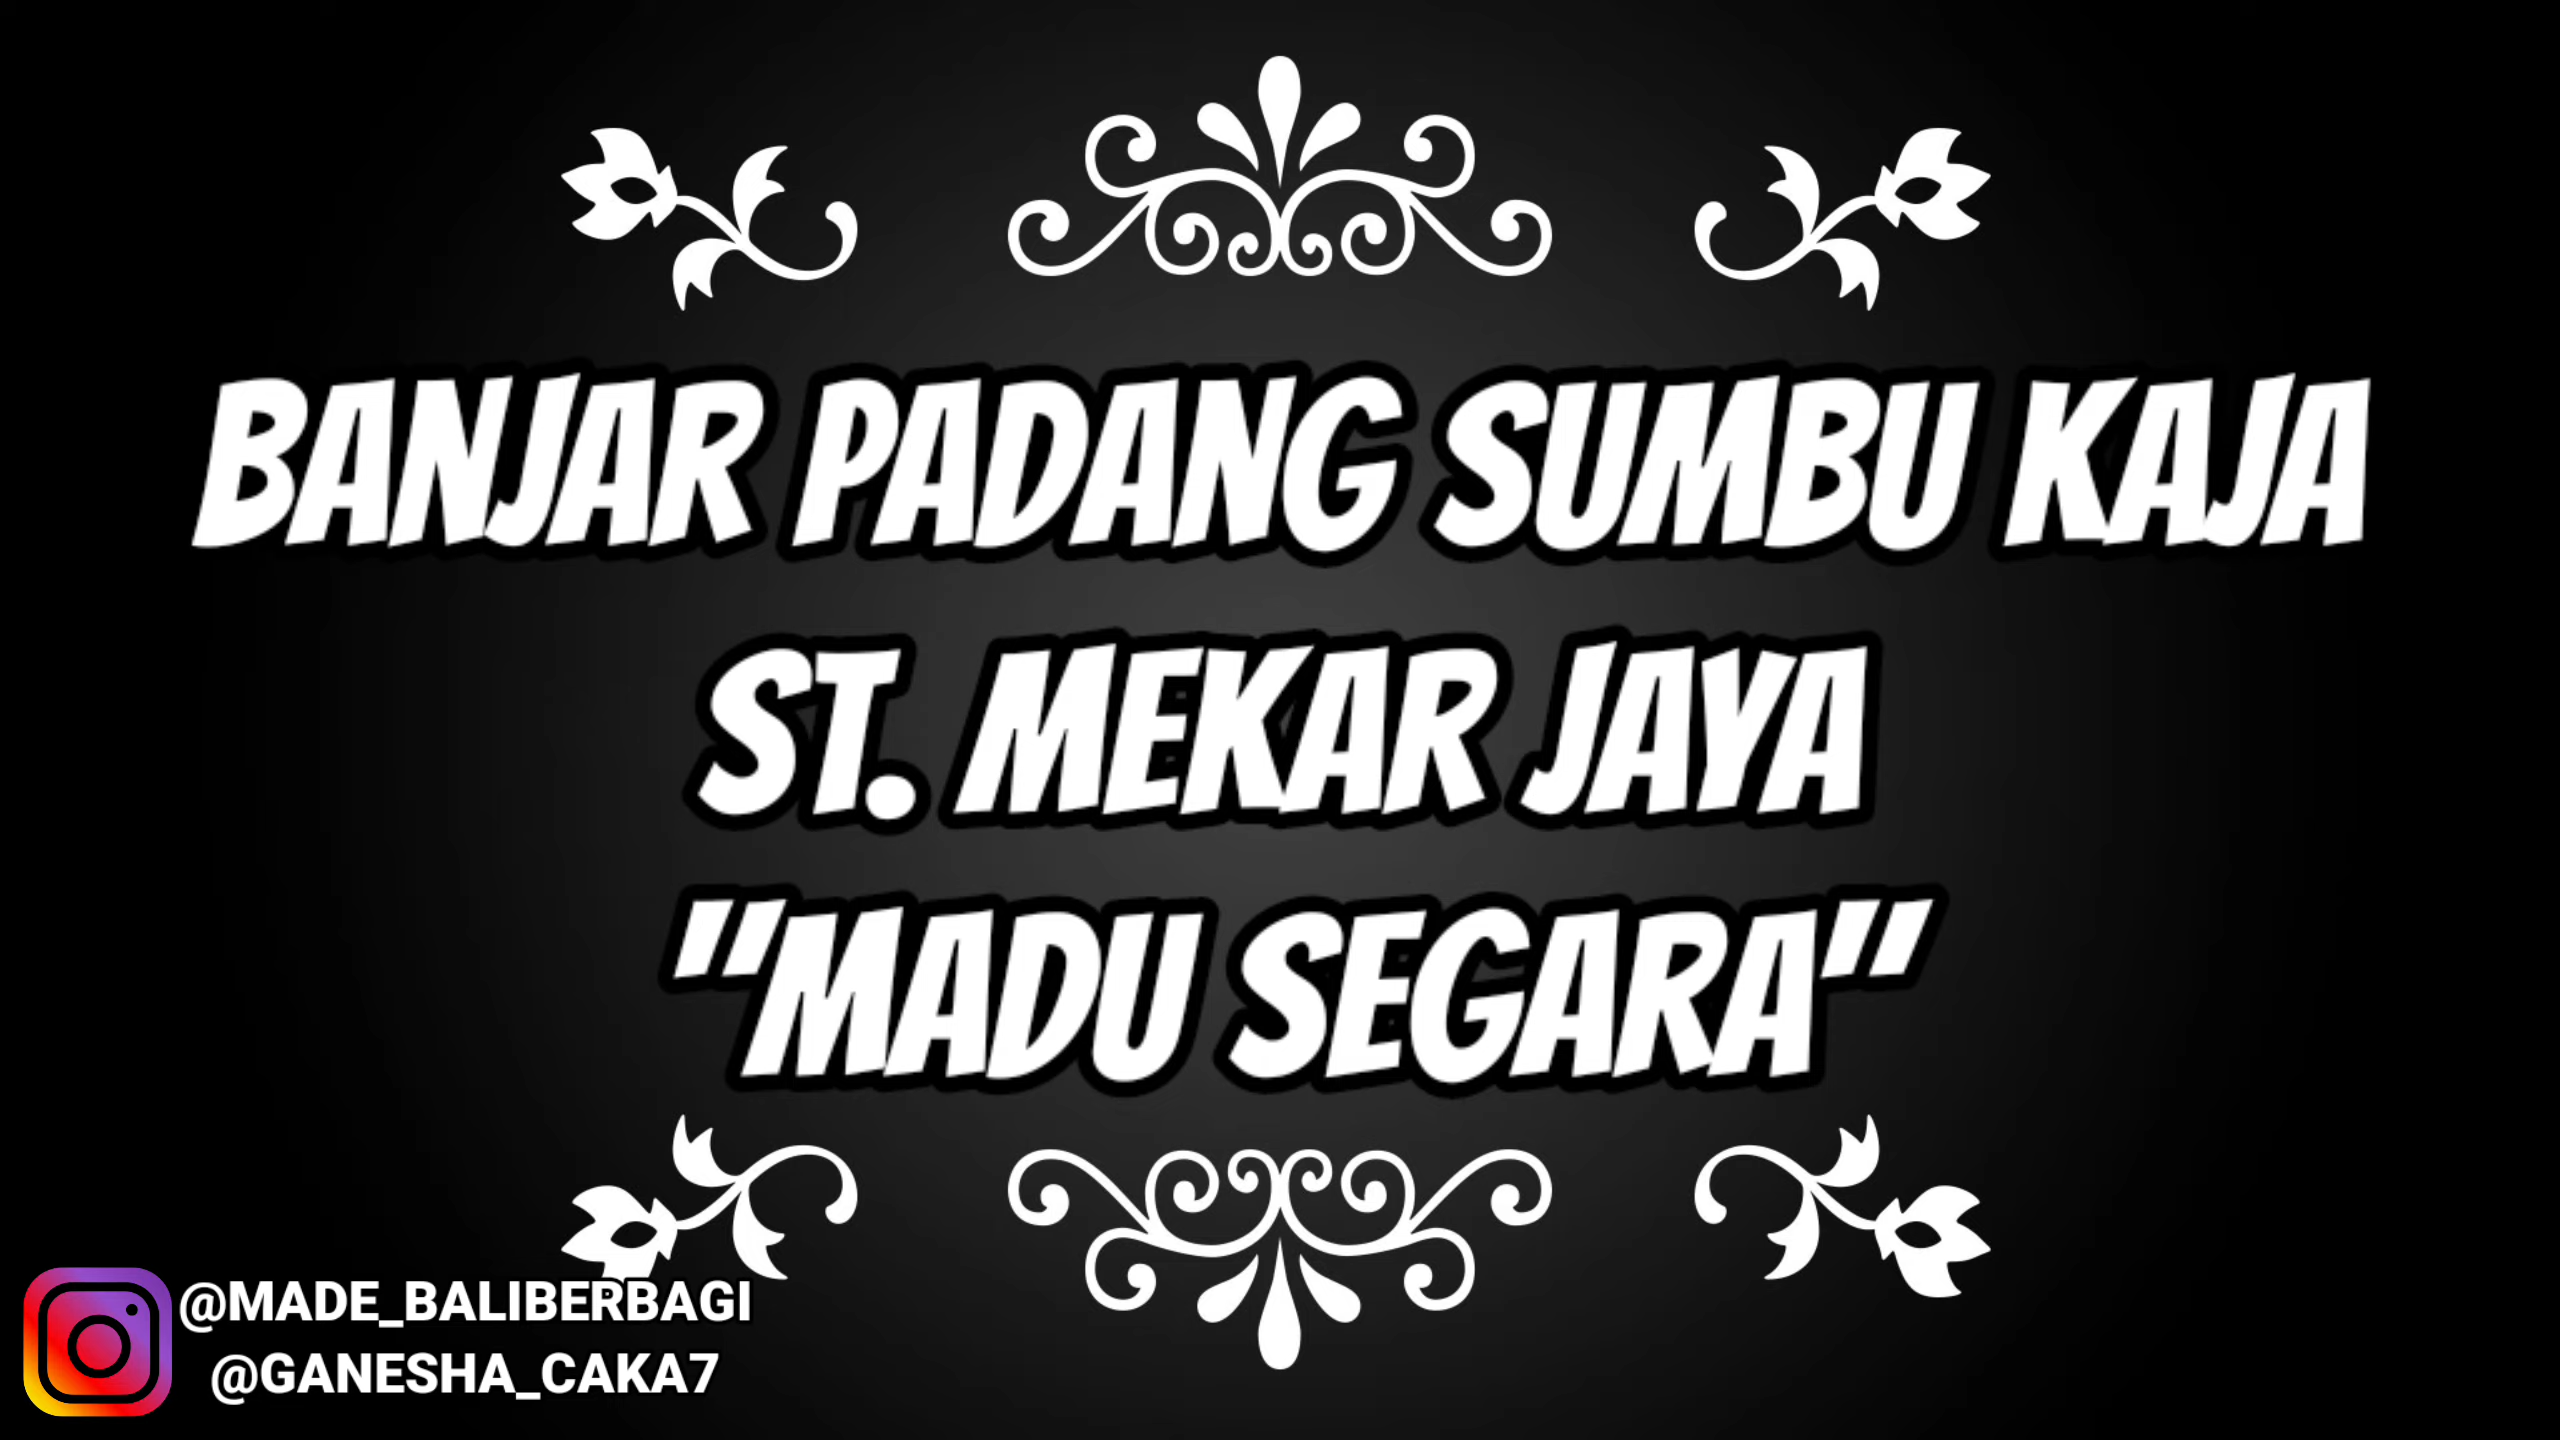 BANJAR PADANG SUMBU KAJA
ST. MEKAR JAYA
"MADU SEGARA"
@MADE_BALIBERBAGI
@GANESHA_CAKA7